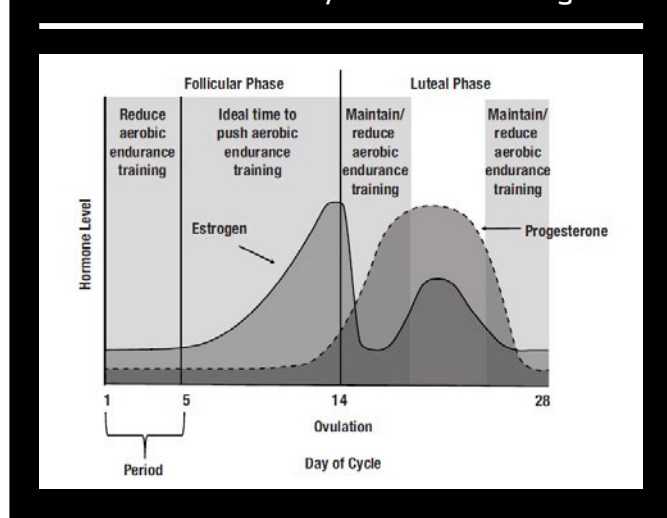 Follicular Phase
Luteal Phase
Reduce
aerobic
endurance
training
Ideal time to
push aerobic
endurance
training
Maintain/
reduce
aerobic
endurance
training
Maintain/
reduce
aerobic
endurance
training
Hormone Level
Estrogen
Progesterone
1
5
14
28
Ovulation
Period
Day of Cycle